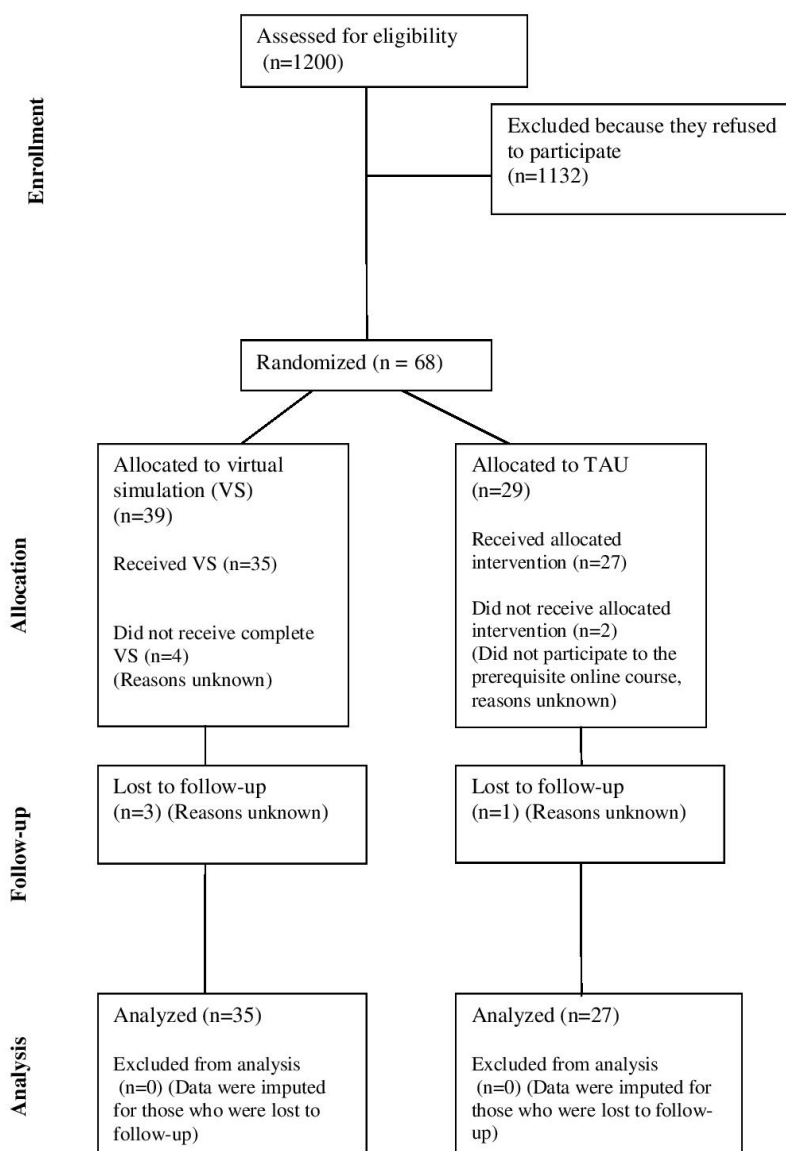 Assessed for eligibility
(n=1200)
Enrollment
Excluded because they refused
to participate
(n=1132)
Randomized (n = 68)
Allocation
Allocated to virtual
simulation (VS)
(n=39)
Received VS (n=35)
Did not receive complete
VS (n=4)
(Reasons unknown)
Allocated to TAU
(n=29)
Received allocated
intervention (n=27)
Did not receive allocated
intervention (n=2)
(Did not participate to the
prerequisite online course,
reasons unknown)
Follow-up
Lost to follow-up
(n=3) (Reasons unknown)
Lost to follow-up
(n=1) (Reasons unknown)
Analysis
Analyzed (n=35)
Excluded from analysis
(n=0) (Data were imputed
for those who were lost to
follow-up)
Analyzed (n=27)
Excluded from analysis
(n=0) (Data were imputed for
those who were lost to follow-
up)